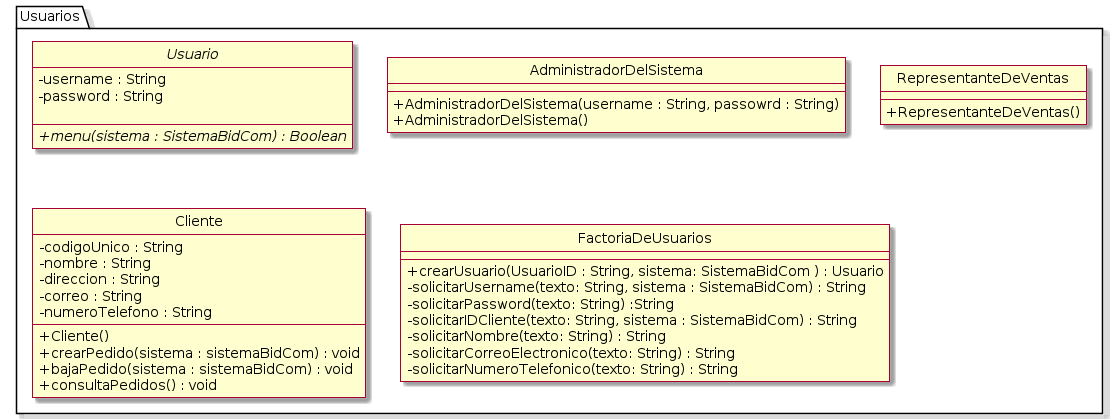 Usuarios
Usuario
-username : String
-password : String
+menu(sistema : SistemaBidCom) : Boolean
AdministradorDelSistema
+AdministradorDelSistema(username : String, passowrd : String)
+AdministradorDelSistema()
RepresentanteDeVentas
+RepresentanteDeVentas()
Cliente
-codigoUnico : String
-nombre : String
-direccion : String
-correo : String
-numeroTelefono : String
+Cliente()
+crearPedido(sistema : sistemaBidCom) : void
+bajaPedido(sistema : sistemaBidCom) : void
+consultaPedidos() : void
FactoriaDeUsuarios
+crearUsuario(UsuarioID : String, sistema: SistemaBidCom ) : Usuario
-solicitarUsername(texto: String, sistema : SistemaBidCom) : String
-solicitarPassword(texto: String) :String
-solicitarIDCliente(texto: String, sistema : SistemaBidCom) : String
-solicitarNombre(texto: String) : String
-solicitarCorreoElectronico(texto: String) : String
-solicitarNumeroTelefonico(texto: String) : String